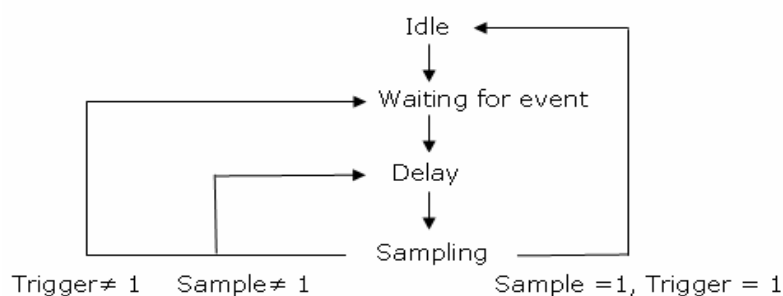 Idle
Waiting for event
Delay
Sampling
Trigger≠ 1 Sample≠ 1 Sample =1, Trigger = 1